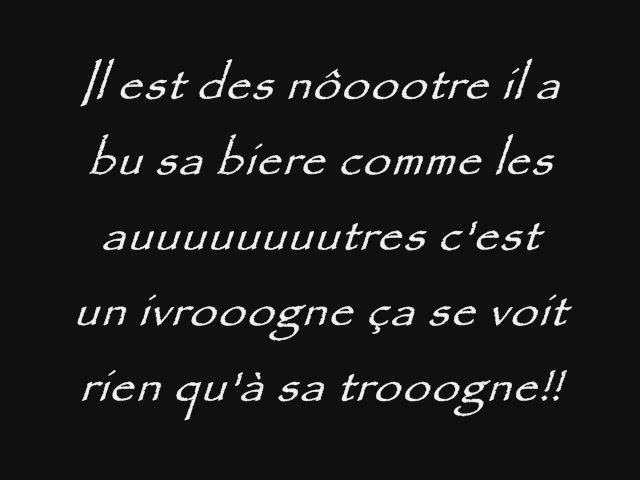 Il est des nôoootre il a
bu sa biere comme les
auuuuuuuutres c'est
un ivrooogne ça se voit
rien qu'à sa trooogne!!